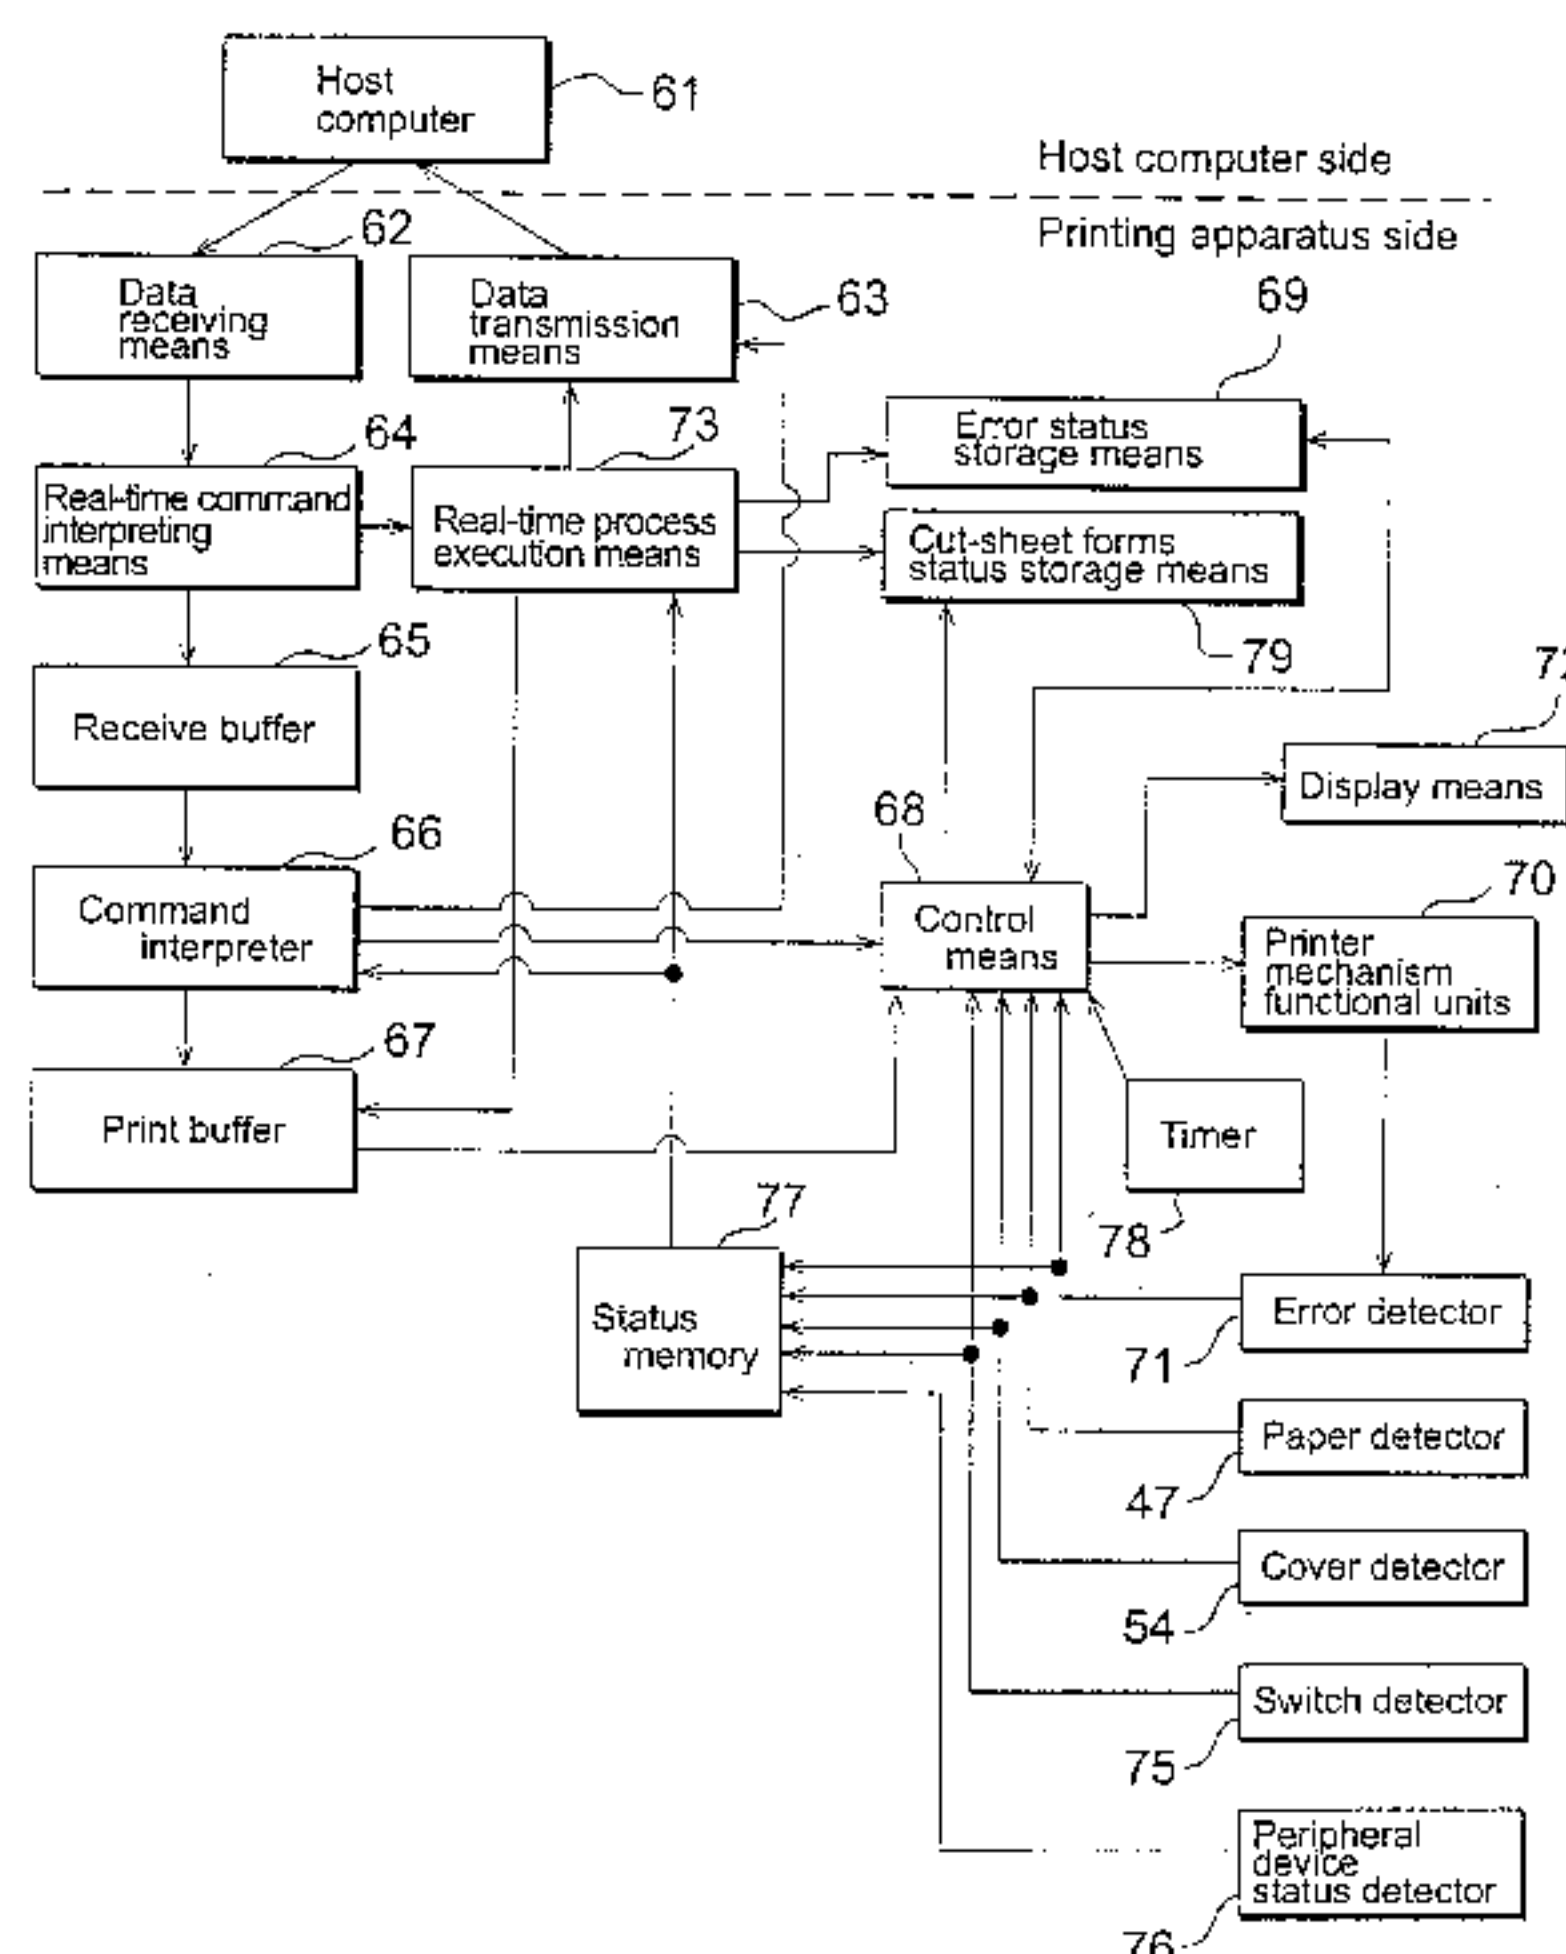 Host
computer
61
Host computer side
Printing apparatus side
62
Data
receiving
means
Data
transmission
means
63
69
64
73
Error status
storage means
Real-time command
interpreting
means
Real-time process
execution means
Cut-sheet forms
status storage means
65
79
Receive buffer
Display means
68
66
70
Command
interpreter
Control
means
Printer
mechanism
functional units
67
Print buffer
Timer
77
78
Status
memory
Error detector
71
Paper detector
47
Cover detector
54
Switch detector
75
Peripheral
device
status detector
76